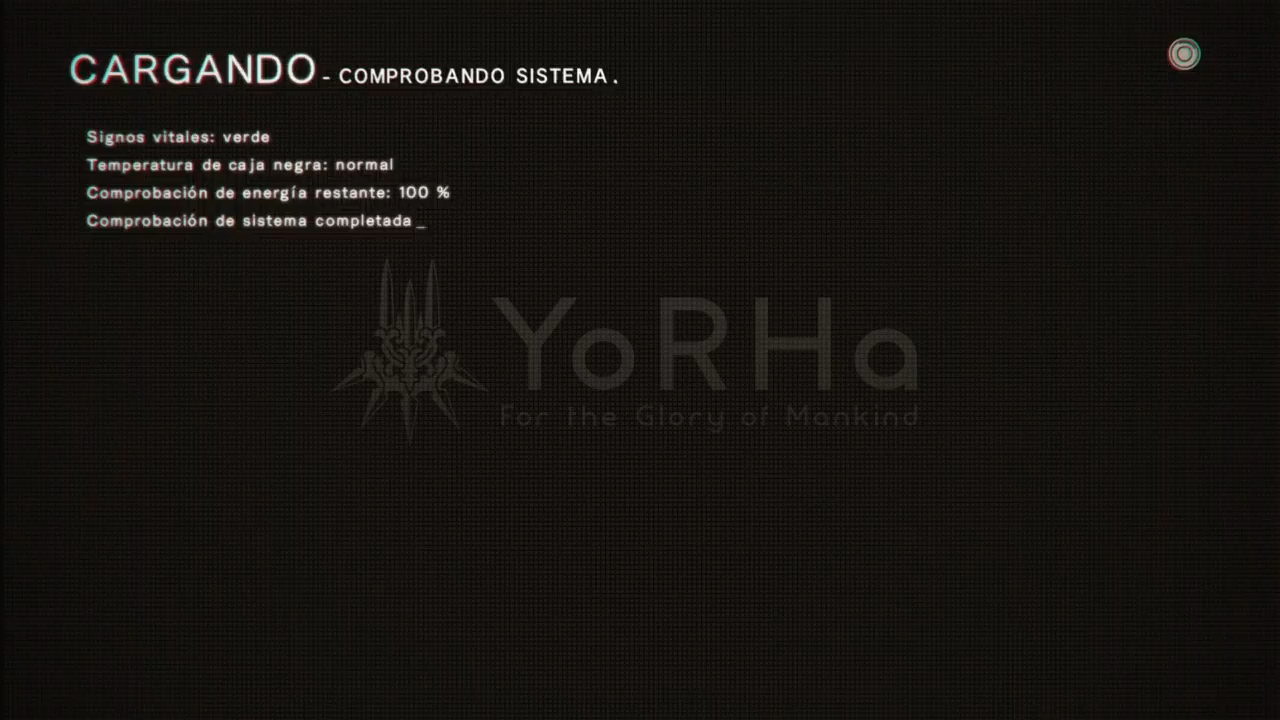 CARGANDO - COMPROBANDO SISTEMA.
Signos vitales: verde
Temperatura de caja negra: normal
Comprobación de energía restante: 100 %
Comprobación de sistema completada _
YoRHa
For the Glory of Mankind